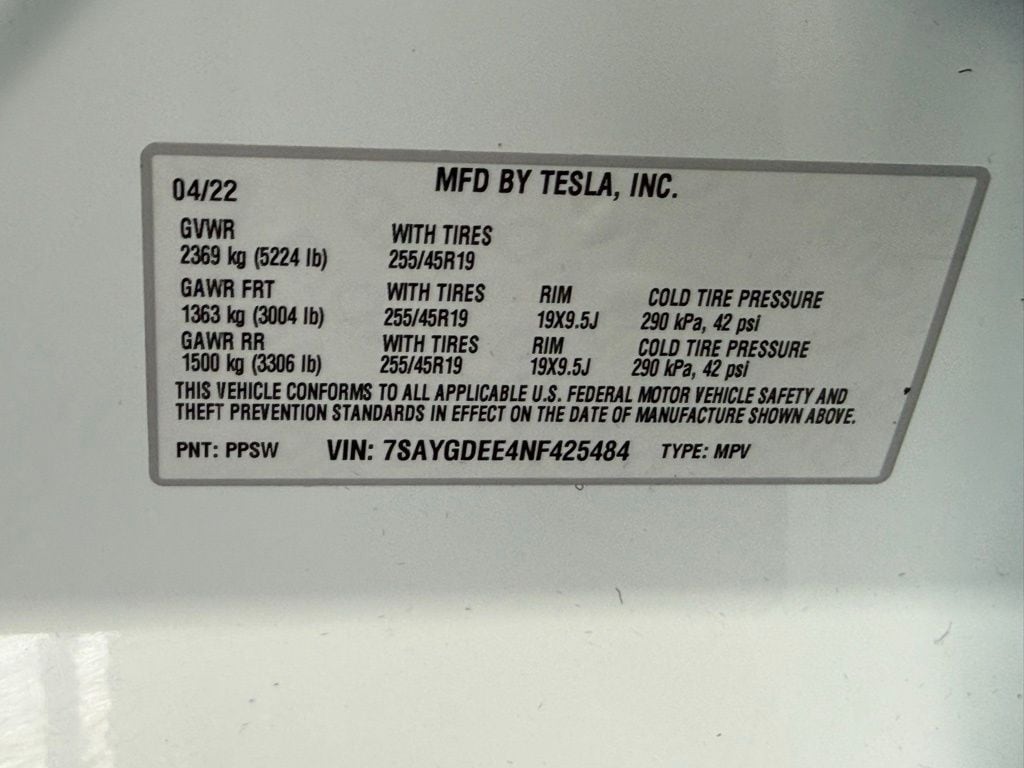 04/22 MFD BY TESLA, INC.
GVWR WITH TIRES
2369 kg (5224 lb) 255/45R19
GAWR FRT WITH TIRES RIM COLD TIRE PRESSURE
1363 kg (3004 lb) 255/45R19 19X9.5J 290 kPa, 42 psi
GAWR RR WITH TIRES RIM COLD TIRE PRESSURE
1500 kg (3306 lb) 255/45R19 19X9.5J 290 kPa, 42 psi
THIS VEHICLE CONFORMS TO ALL APPLICABLE U.S. FEDERAL MOTOR VEHICLE SAFETY AND
THEFT PREVENTION STANDARDS IN EFFECT ON THE DATE OF MANUFACTURE SHOWN ABOVE.
PNT: PPSW VIN: 7SAYGDEE4NF425484 TYPE: MPV